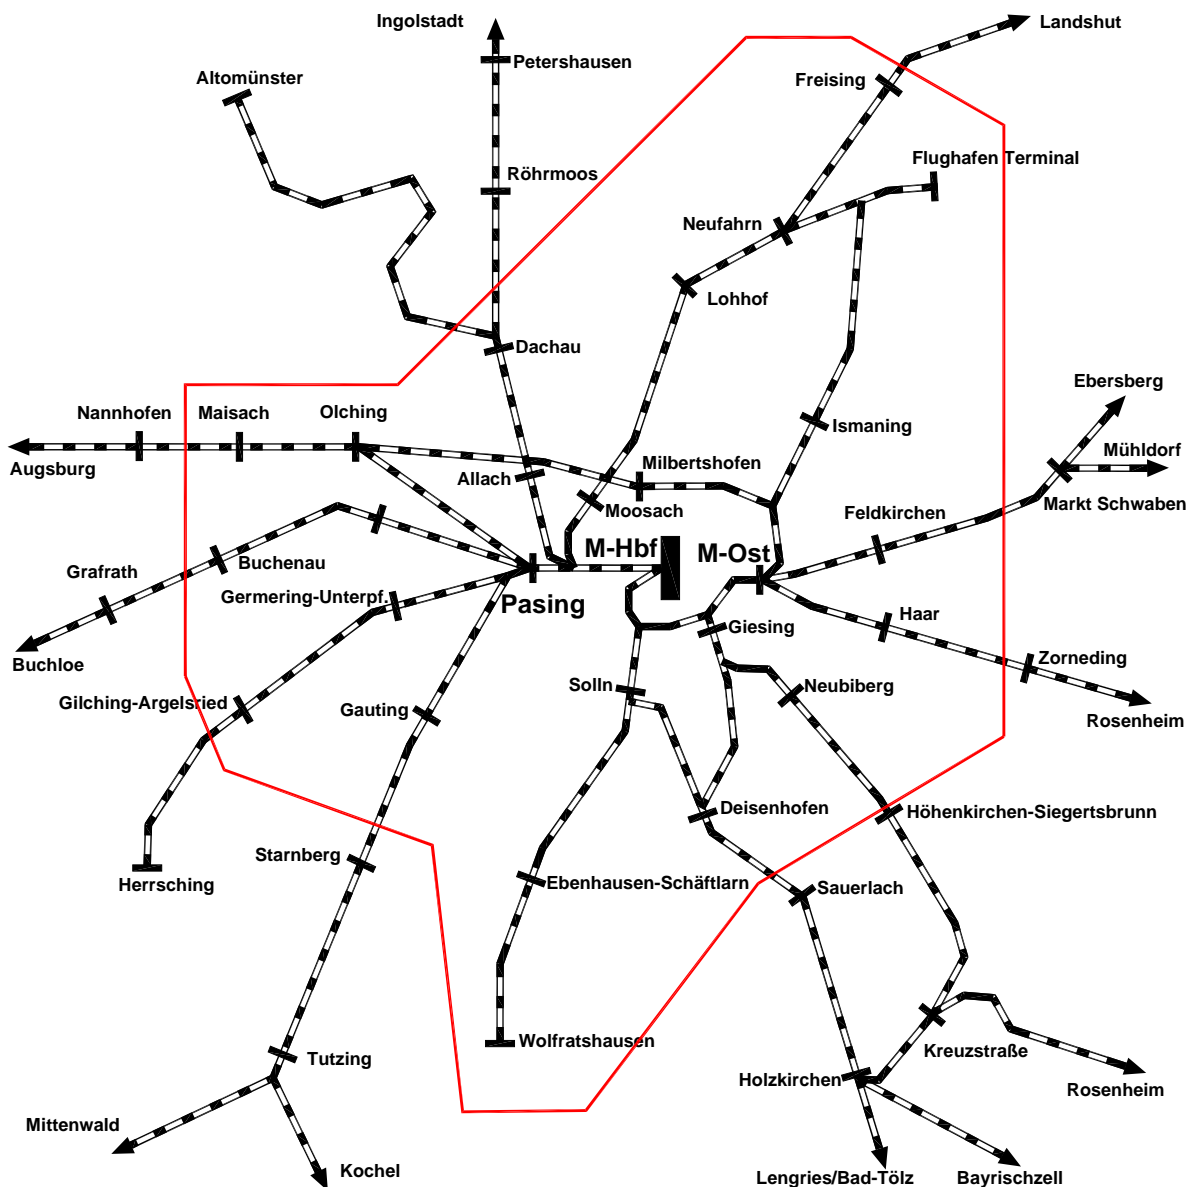 Ingolstadt
Landshut
Petershausen
Altomünster
Freising
Flughafen Terminal
Röhrmoos
Neufahrn
Lohhof
Dachau
Ebersberg
Nannhofen
Maisach
Olching
Ismaning
Mühldorf
Augsburg
Allach
Milbertshofen
Markt Schwaben
Moosach
Feldkirchen
M-Hbf
M-Ost
Grafrath
Buchenau
Germering-Unterpf.
Pasing
Haar
Giesing
Buchloe
Zorneding
Solln
Neubiberg
Gilching-Argelsried
Gauting
Rosenheim
Deisenhofen
Höhenkirchen-Siegertsbrunn
Starnberg
Herrsching
Ebenhausen-Schäftlarn
Sauerlach
Wolfratshausen
Tutzing
Kreuzstraße
Holzkirchen
Rosenheim
Mittenwald
Kochel
Lengries/Bad-Tölz
Bayrischzell